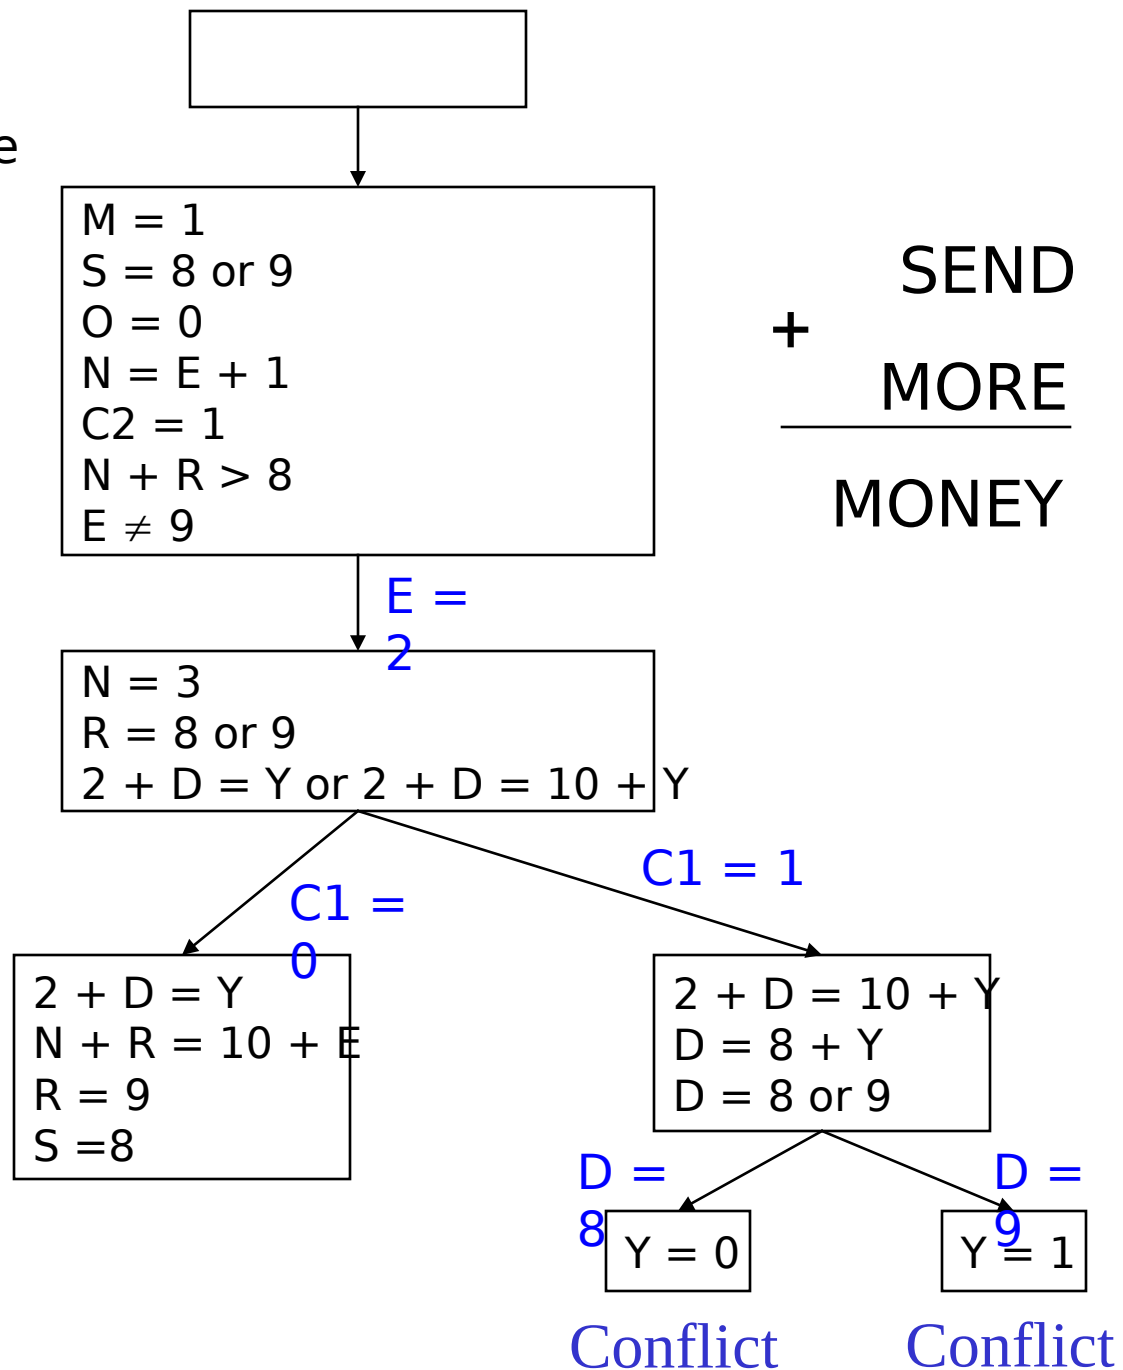 e
M = 1
S = 8 or 9
O = 0
N = E + 1
C2 = 1
N + R > 8
E ≠ 9
SEND
+
MORE
MONEY
E =
2
N = 3
R = 8 or 9
2 + D = Y or 2 + D = 10 + Y
C1 =
0
C1 = 1
2 + D = Y
N + R = 10 + E
R = 9
S =8
2 + D = 10 + Y
D = 8 + Y
D = 8 or 9
D =
8
D =
9
Y = 0
Y = 1
Conflict
Conflict